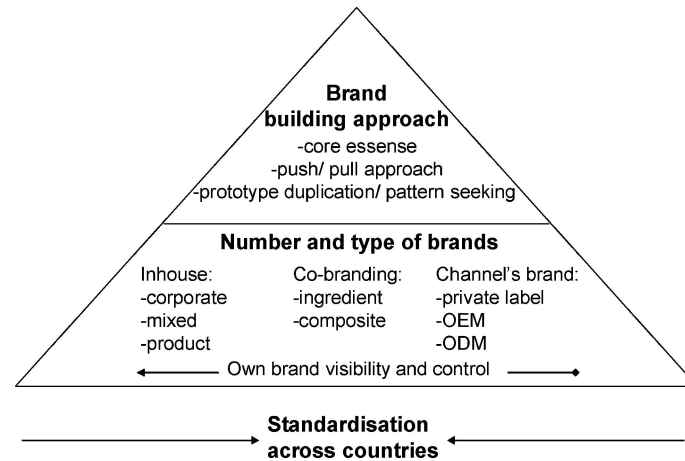 Brand
building approach
-core essense
-push/ pull approach
-prototype duplication/ pattern seeking
Number and type of brands
Inhouse:
-corporate
-mixed
-product
Co-branding:
-ingredient
-composite
Channel's brand:
-private label
-OEM
-ODM
Own brand visibility and control
Standardisation
across countries